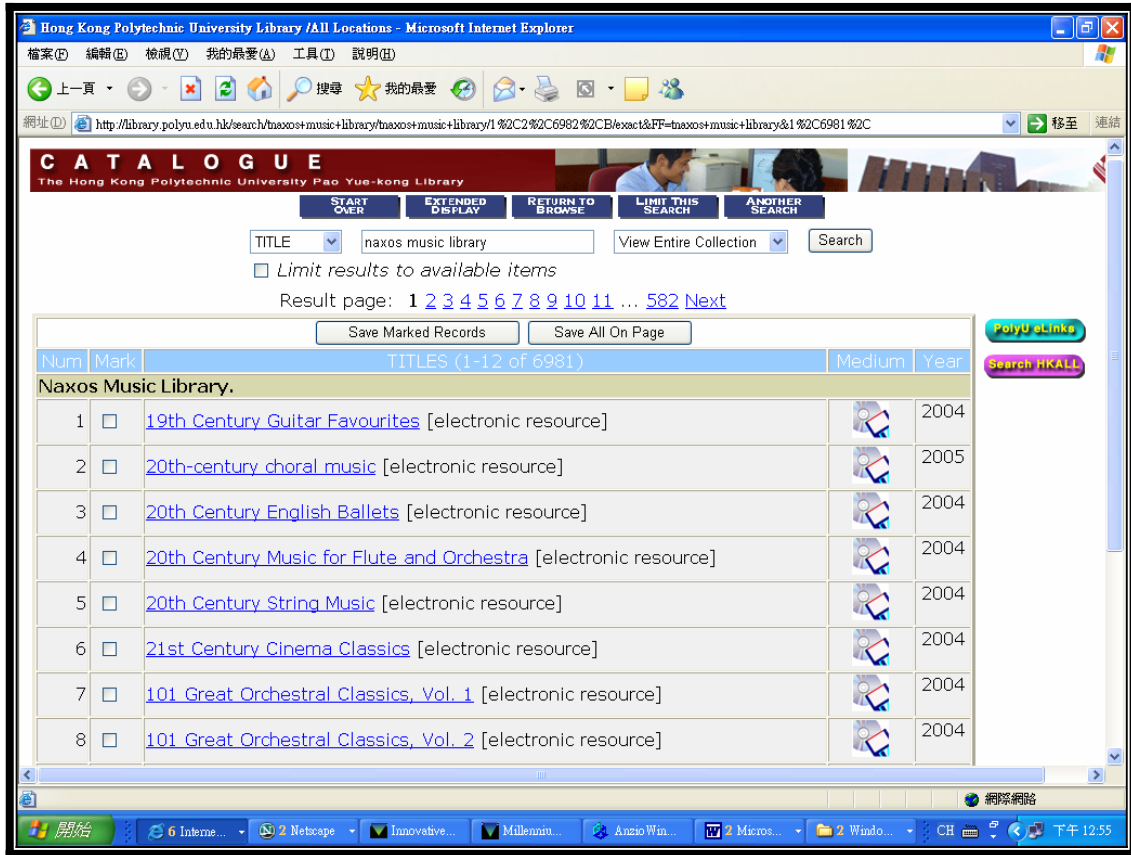 Hong Kong Polytechnic University Library /All Locations - Microsoft Internet Explorer
檔案(F) 編輯(E) 檢視(V) 我的最愛(A) 工具(T) 說明(H)
上一頁 搜尋 我的最愛
網址(D) http://library.polyu.edu.hk/search/tnaxos+music+library/tnaxos+music+library/1%2C2%2C6982%2CB/exact&FF=tnaxos+music+library&1%2C6981%2C 移至 連結
CATALOGUE
The Hong Kong Polytechnic University Pao Yue-kong Library
START OVER EXTENDED DISPLAY RETURN TO BROWSE LIMIT THIS SEARCH ANOTHER SEARCH
TITLE naxos music library View Entire Collection Search
Limit results to available items
Result page: 1 2 3 4 5 6 7 8 9 10 11 ... 582 Next
Save Marked Records Save All On Page
PolyU eLinks
Num Mark TITLES (1-12 of 6981) Medium Year
Search HKALL
Naxos Music Library.
1 19th Century Guitar Favourites [electronic resource] 2004
2 20th-century choral music [electronic resource] 2005
3 20th Century English Ballets [electronic resource] 2004
4 20th Century Music for Flute and Orchestra [electronic resource] 2004
5 20th Century String Music [electronic resource] 2004
6 21st Century Cinema Classics [electronic resource] 2004
7 101 Great Orchestral Classics, Vol. 1 [electronic resource] 2004
8 101 Great Orchestral Classics, Vol. 2 [electronic resource] 2004
網際網路
開始 6 Interne... 2 Netscape Innovative... Millenniu... AnzioWin... 2 Micros... 2 Windo... CH 下午 12:55